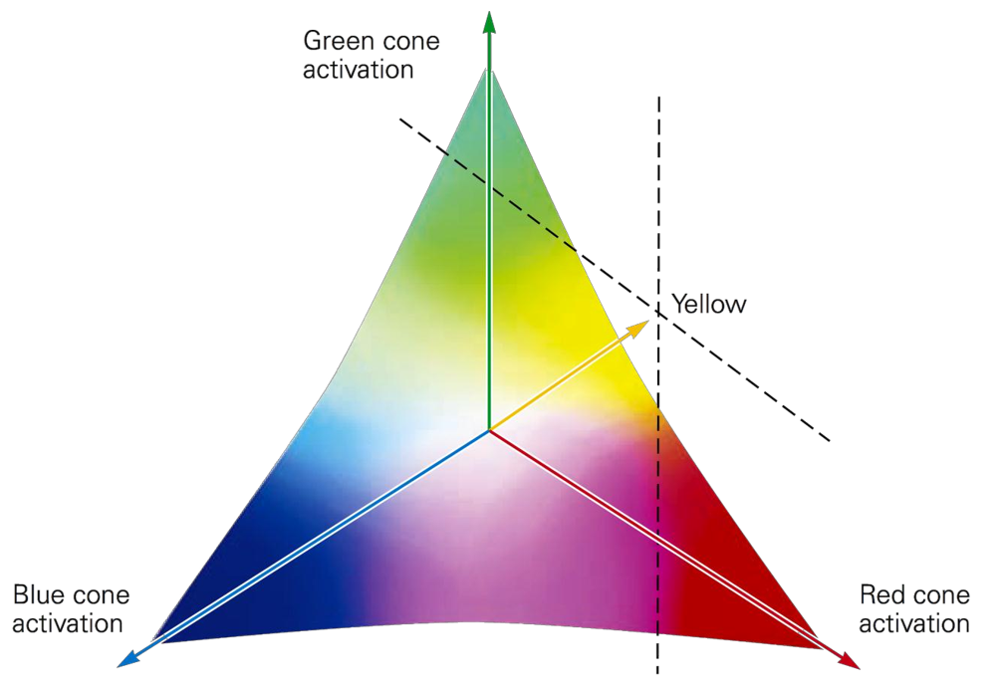 Green cone
activation
Yellow
Blue cone
activation
Red cone
activation